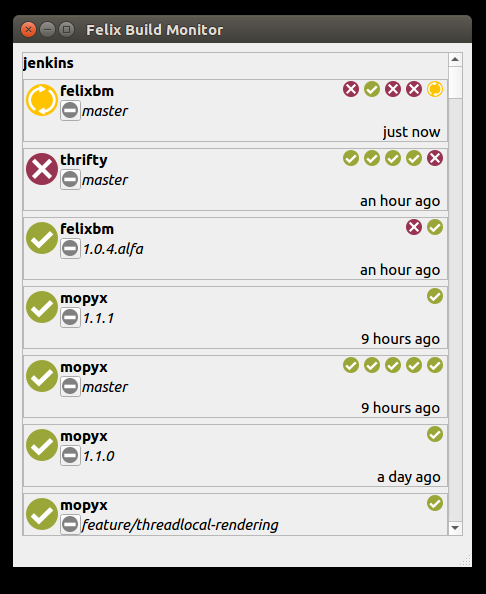 Felix Build Monitor
jenkins
felixbm
master
just now
thrifty
master
an hour ago
felixbm
1.0.4.alfa
an hour ago
mopyx
1.1.1
9 hours ago
mopyx
master
9 hours ago
mopyx
1.1.0
a day ago
mopyx
feature/threadlocal-rendering